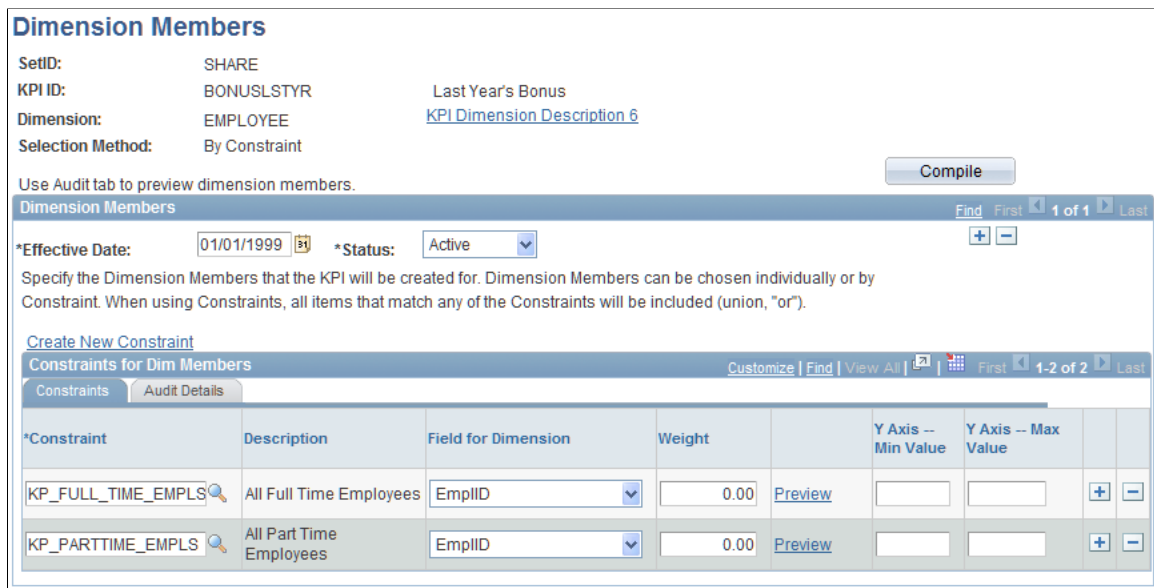 Dimension Members
SetID: SHARE
KPI ID: BONUSLSTYR Last Year's Bonus
Dimension: EMPLOYEE KPI Dimension Description 6
Selection Method: By Constraint
Compile
Use Audit tab to preview dimension members.
Dimension Members Find First 1 of 1 Last
*Effective Date: 01/01/1999 31 *Status: Active
Specify the Dimension Members that the KPI will be created for. Dimension Members can be chosen individually or by
Constraint. When using Constraints, all items that match any of the Constraints will be included (union, "or").
Create New Constraint
Constraints for Dim Members Customize | Find | View All | | First 1-2 of 2 Last
Constraints Audit Details
*Constraint Description Field for Dimension Weight Y Axis -- Min Value Y Axis -- Max Value
KP_FULL_TIME_EMPLS All Full Time Employees EmplID 0.00 Preview
KP_PARTTIME_EMPLS All Part Time Employees EmplID 0.00 Preview